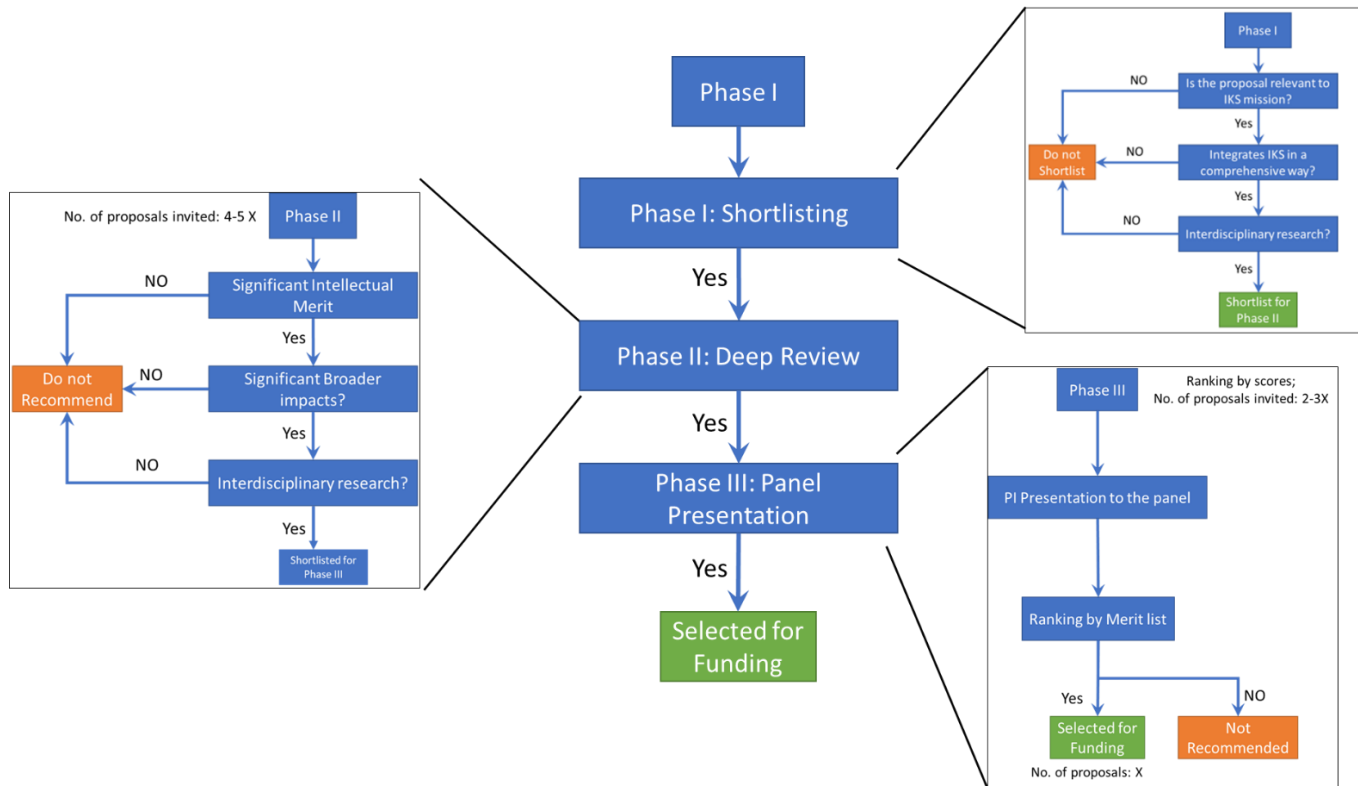 Phase I
Phase I: Shortlisting
Yes
Phase II: Deep Review
Yes
Phase III: Panel
Presentation
Yes
Selected for
Funding
Phase I
Is the proposal relevant to
IKS mission?
NO
Yes
Do not
Shortlist
NO
Integrates IKS in a
comprehensive way?
Yes
NO
Interdisciplinary research?
Yes
Shortlist for
Phase II
No. of proposals invited: 4-5 X
Phase II
NO
Significant Intellectual
Merit
Yes
Do not
Recommend
NO
Significant Broader
impacts?
Yes
NO
Interdisciplinary research?
Yes
Shortlisted for
Phase III
Phase III
Ranking by scores;
No. of proposals invited: 2-3X
PI Presentation to the panel
Ranking by Merit list
Yes
NO
Selected for
Funding
Not
Recommended
No. of proposals: X